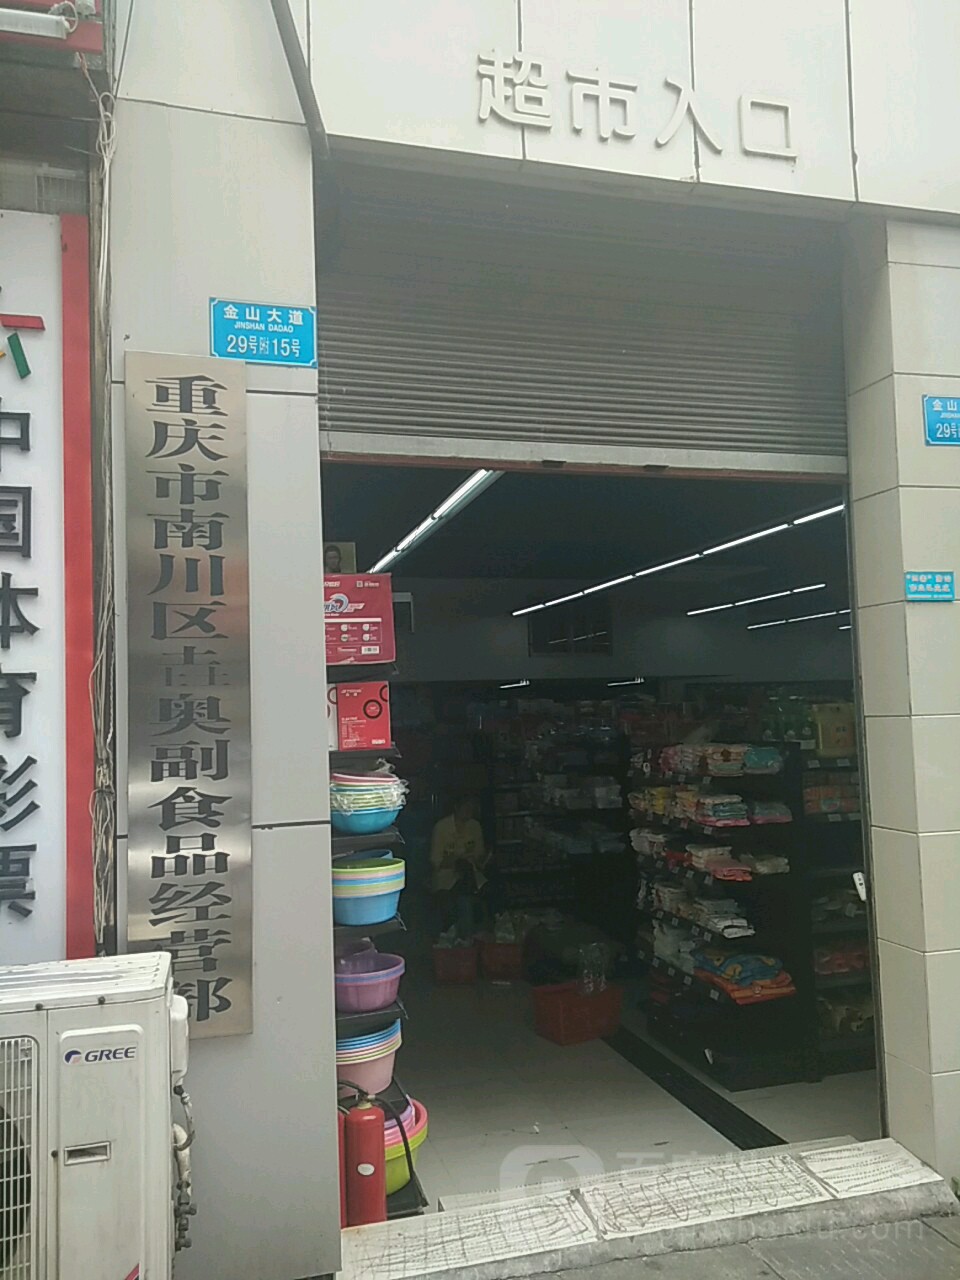 超市入口
金山大道
JINSHAN DADAO
29号附15号
重庆市南川区壵奥副食品经营部
中国体育彩票
金山
JINSHA
29号
GREE